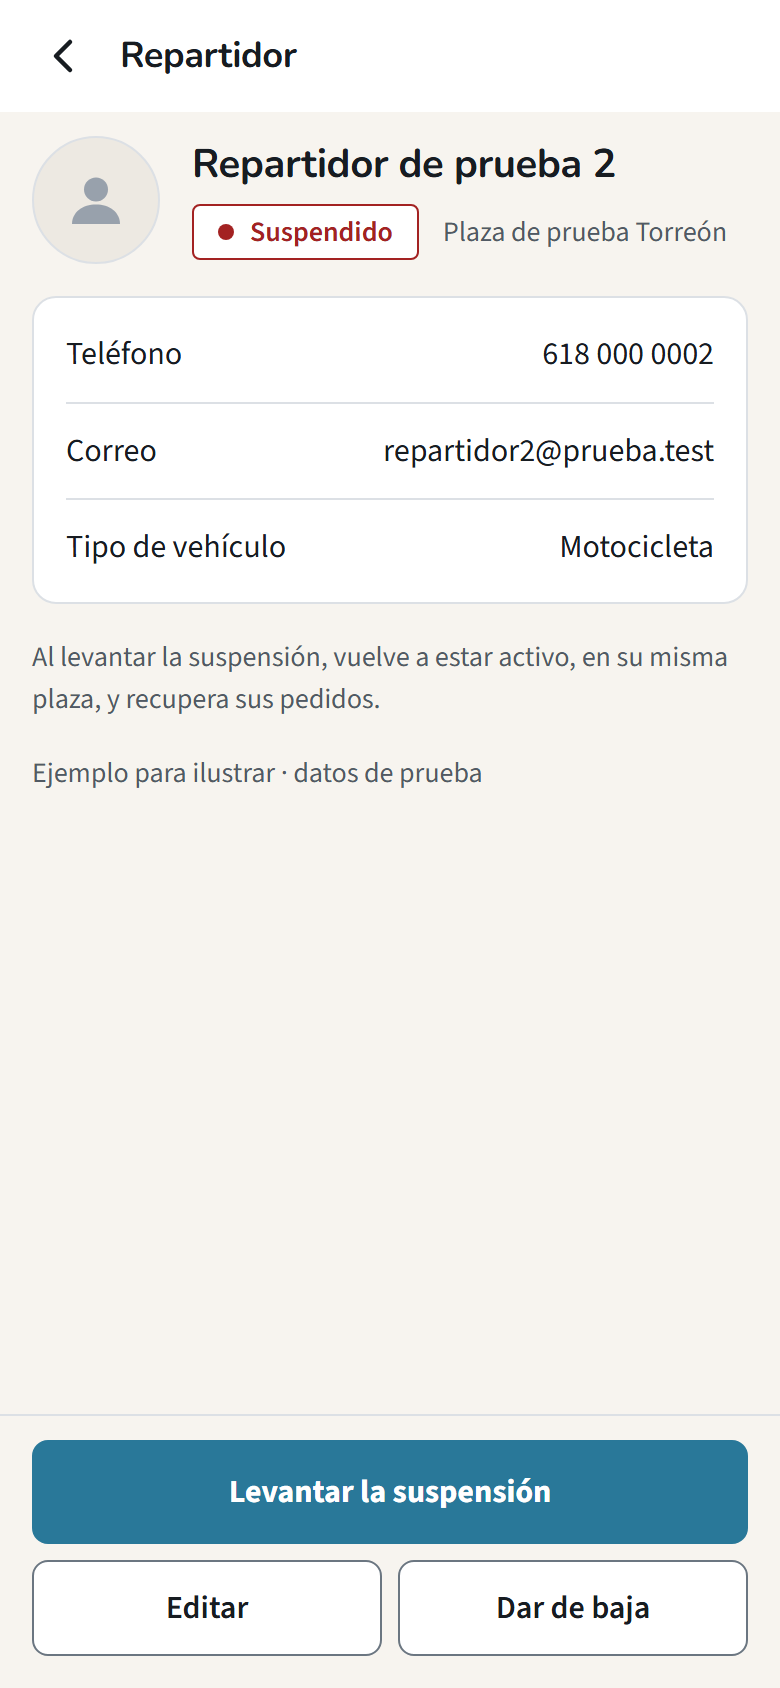 Repartidor
Repartidor de prueba 2
Suspendido
Plaza de prueba Torreón
Teléfono
618 000 0002
Correo
repartidor2@prueba.test
Tipo de vehículo
Motocicleta
Al levantar la suspensión, vuelve a estar activo, en su misma
plaza, y recupera sus pedidos.
Ejemplo para ilustrar · datos de prueba
Levantar la suspensión
Editar
Dar de baja